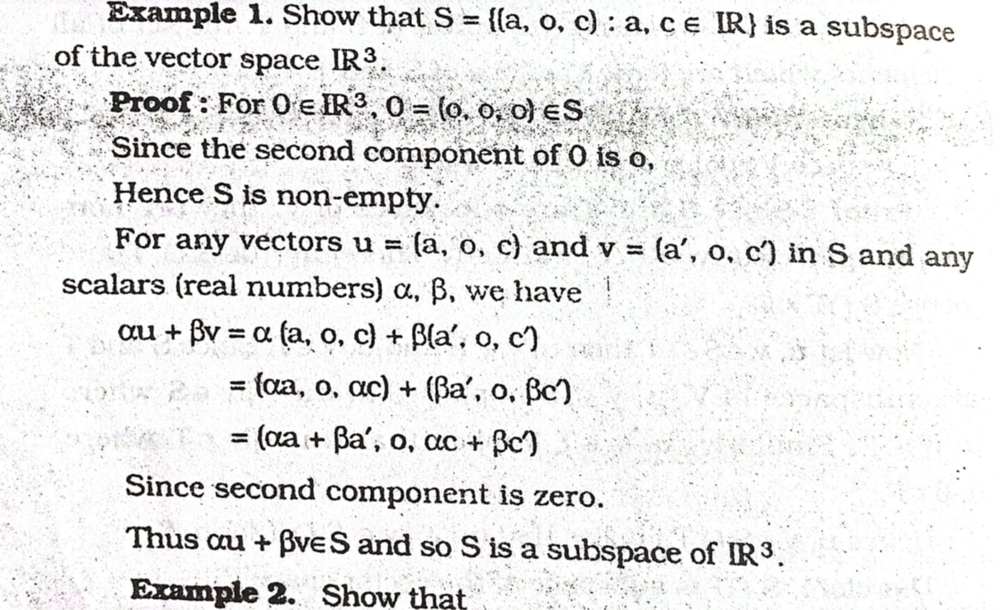 Example 1. Show that S = {(a, o, c) : a, c ∈ IR} is a subspace
of the vector space IR³.
Proof : For 0 ∈ IR³, 0 = (o, o, o) ∈S
Since the second component of 0 is o,
Hence S is non-empty.
For any vectors u = (a, o, c) and v = (a′, o, c′) in S and any
scalars (real numbers) α, β, we have
αu + βv = α (a, o, c) + β(a′, o, c′)
= (αa, o, αc) + (βa′, o, βc′)
= (αa + βa′, o, αc + βc′)
Since second component is zero.
Thus αu + βv∈S and so S is a subspace of IR³.
Example 2. Show that